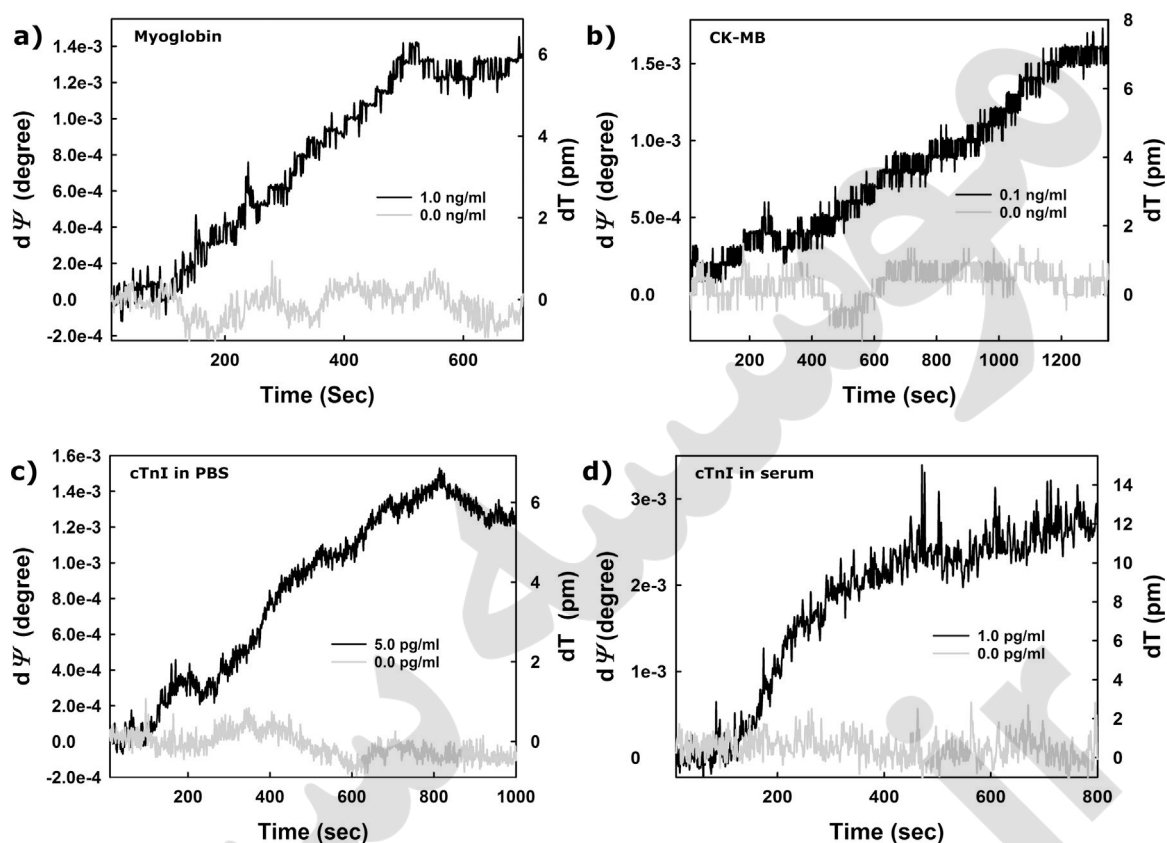 a)
Myoglobin
1.4e-3
1.2e-3
1.0e-3
8.0e-4
6.0e-4
4.0e-4
2.0e-4
0.0
-2.0e-4
dΨ (degree)
6
4
2
0
dT (pm)
1.0 ng/ml
0.0 ng/ml
200
400
600
Time (Sec)
b)
CK-MB
1.5e-3
1.0e-3
5.0e-4
0.0
dΨ (degree)
8
6
4
2
0
dT (pm)
0.1 ng/ml
0.0 ng/ml
200
400
600
800
1000
1200
Time (sec)
c)
cTnI in PBS
1.6e-3
1.4e-3
1.2e-3
1.0e-3
8.0e-4
6.0e-4
4.0e-4
2.0e-4
0.0
-2.0e-4
dΨ (degree)
6
4
2
0
dT (pm)
5.0 pg/ml
0.0 pg/ml
200
400
600
800
1000
Time (sec)
d)
cTnI in serum
3e-3
2e-3
1e-3
0
dΨ (degree)
14
12
10
8
6
4
2
0
dT (pm)
1.0 pg/ml
0.0 pg/ml
200
400
600
800
Time (sec)